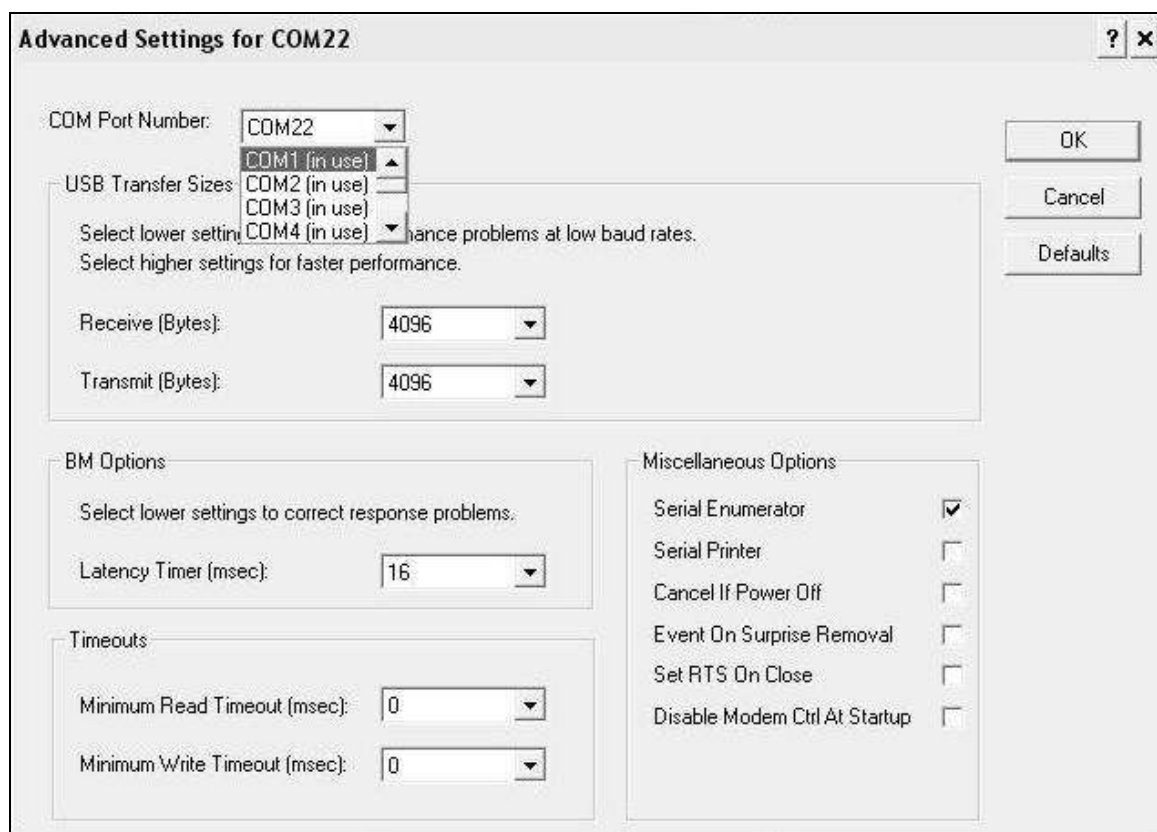 Advanced Settings for COM22
? ×
COM Port Number: COM22
COM1 (in use)
COM2 (in use)
COM3 (in use)
COM4 (in use)
OK
Cancel
Defaults
USB Transfer Sizes
Select lower mance problems at low baud rates.
Select higher settings for faster performance.
Receive (Bytes): 4096
Transmit (Bytes): 4096
BM Options
Select lower settings to correct response problems.
Latency Timer (msec): 16
Timeouts
Minimum Read Timeout (msec): 0
Minimum Write Timeout (msec): 0
Miscellaneous Options
Serial Enumerator
Serial Printer
Cancel If Power Off
Event On Surprise Removal
Set RTS On Close
Disable Modem Ctrl At Startup